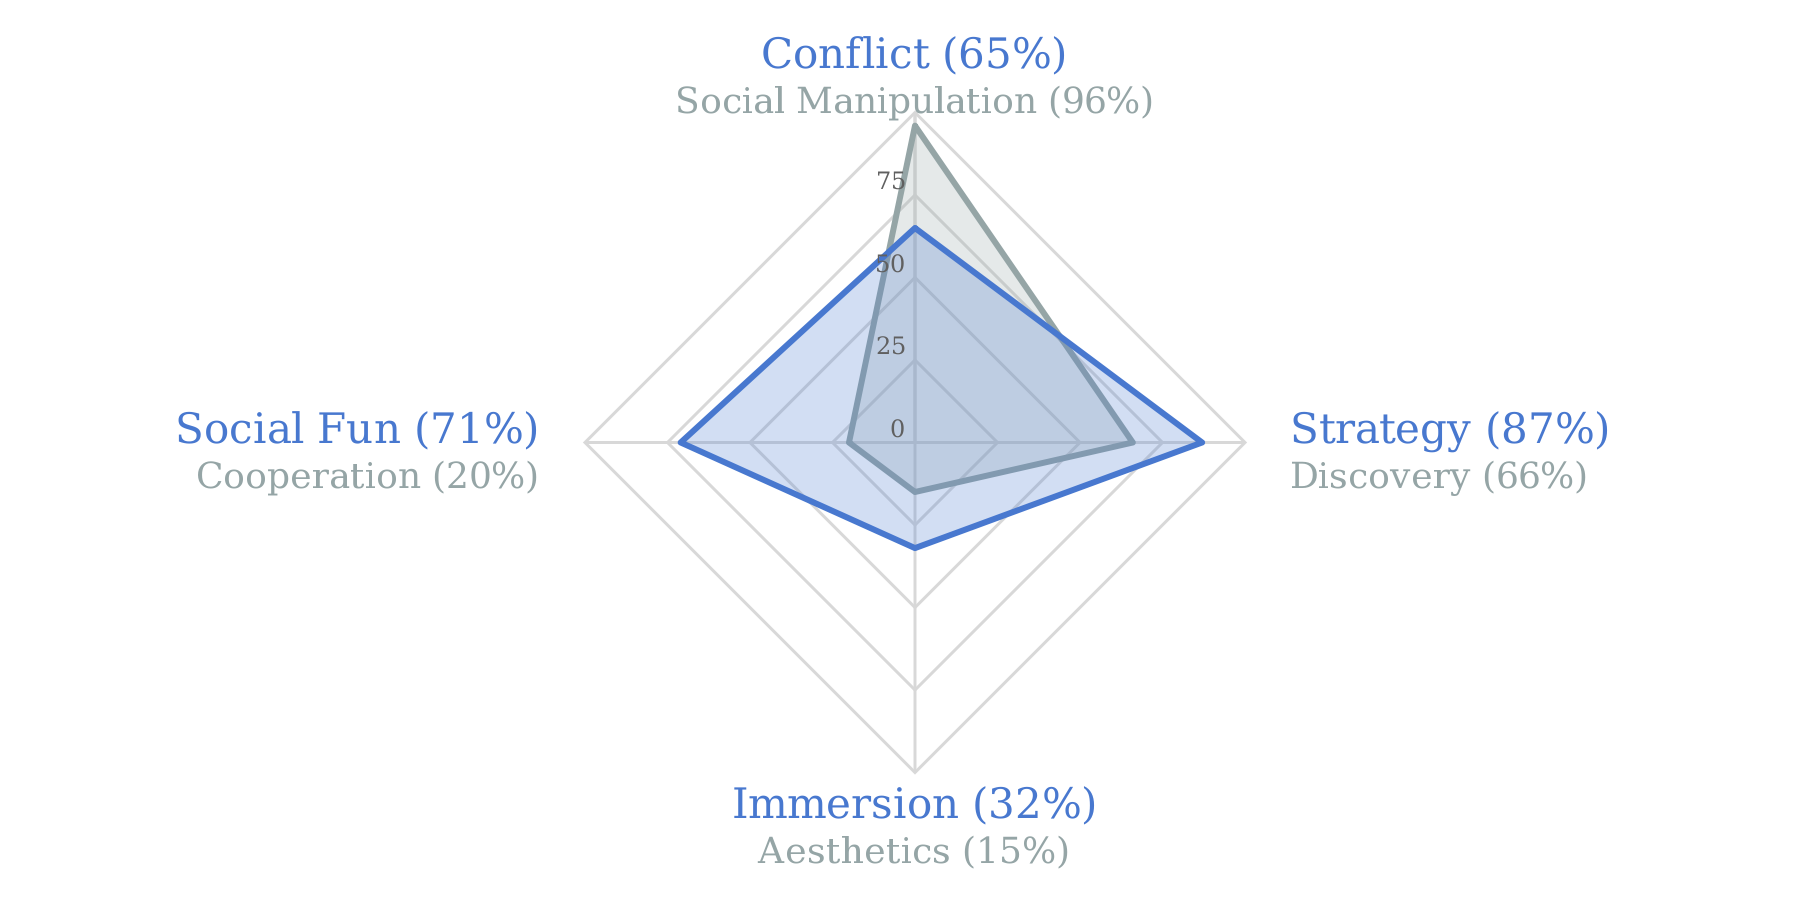 Conflict (65%)
Social Manipulation (96%)
75
50
25
0
Social Fun (71%)
Cooperation (20%)
Strategy (87%)
Discovery (66%)
Immersion (32%)
Aesthetics (15%)